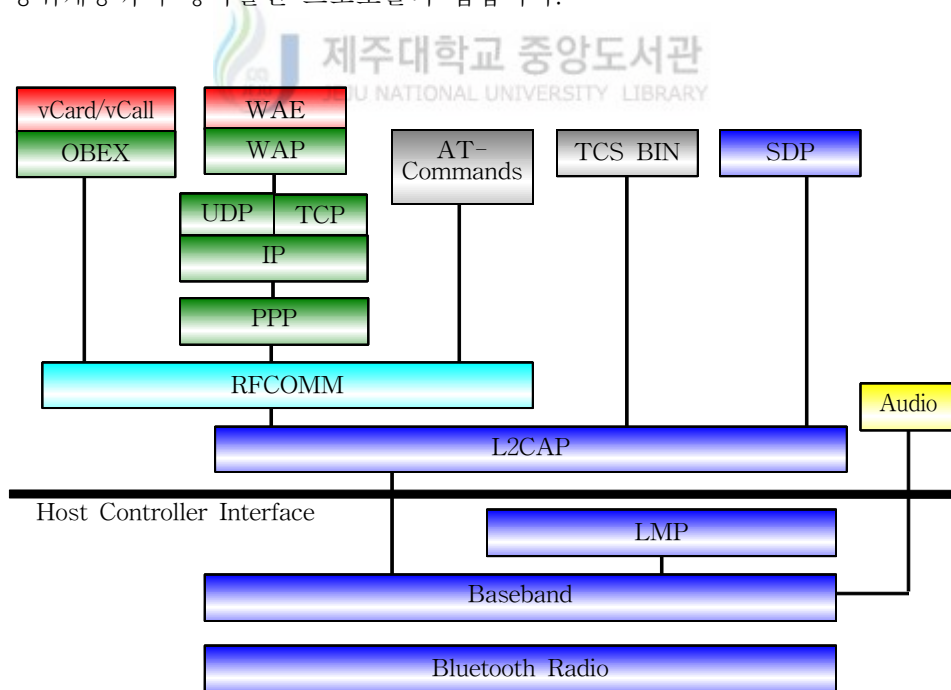 제주대학교 중앙도서관
JEJU NATIONAL UNIVERSITY LIBRARY
vCard/vCall
WAE
OBEX
WAP
AT-
Commands
TCS BIN
SDP
UDP
TCP
IP
PPP
RFCOMM
Audio
L2CAP
Host Controller Interface
LMP
Baseband
Bluetooth Radio